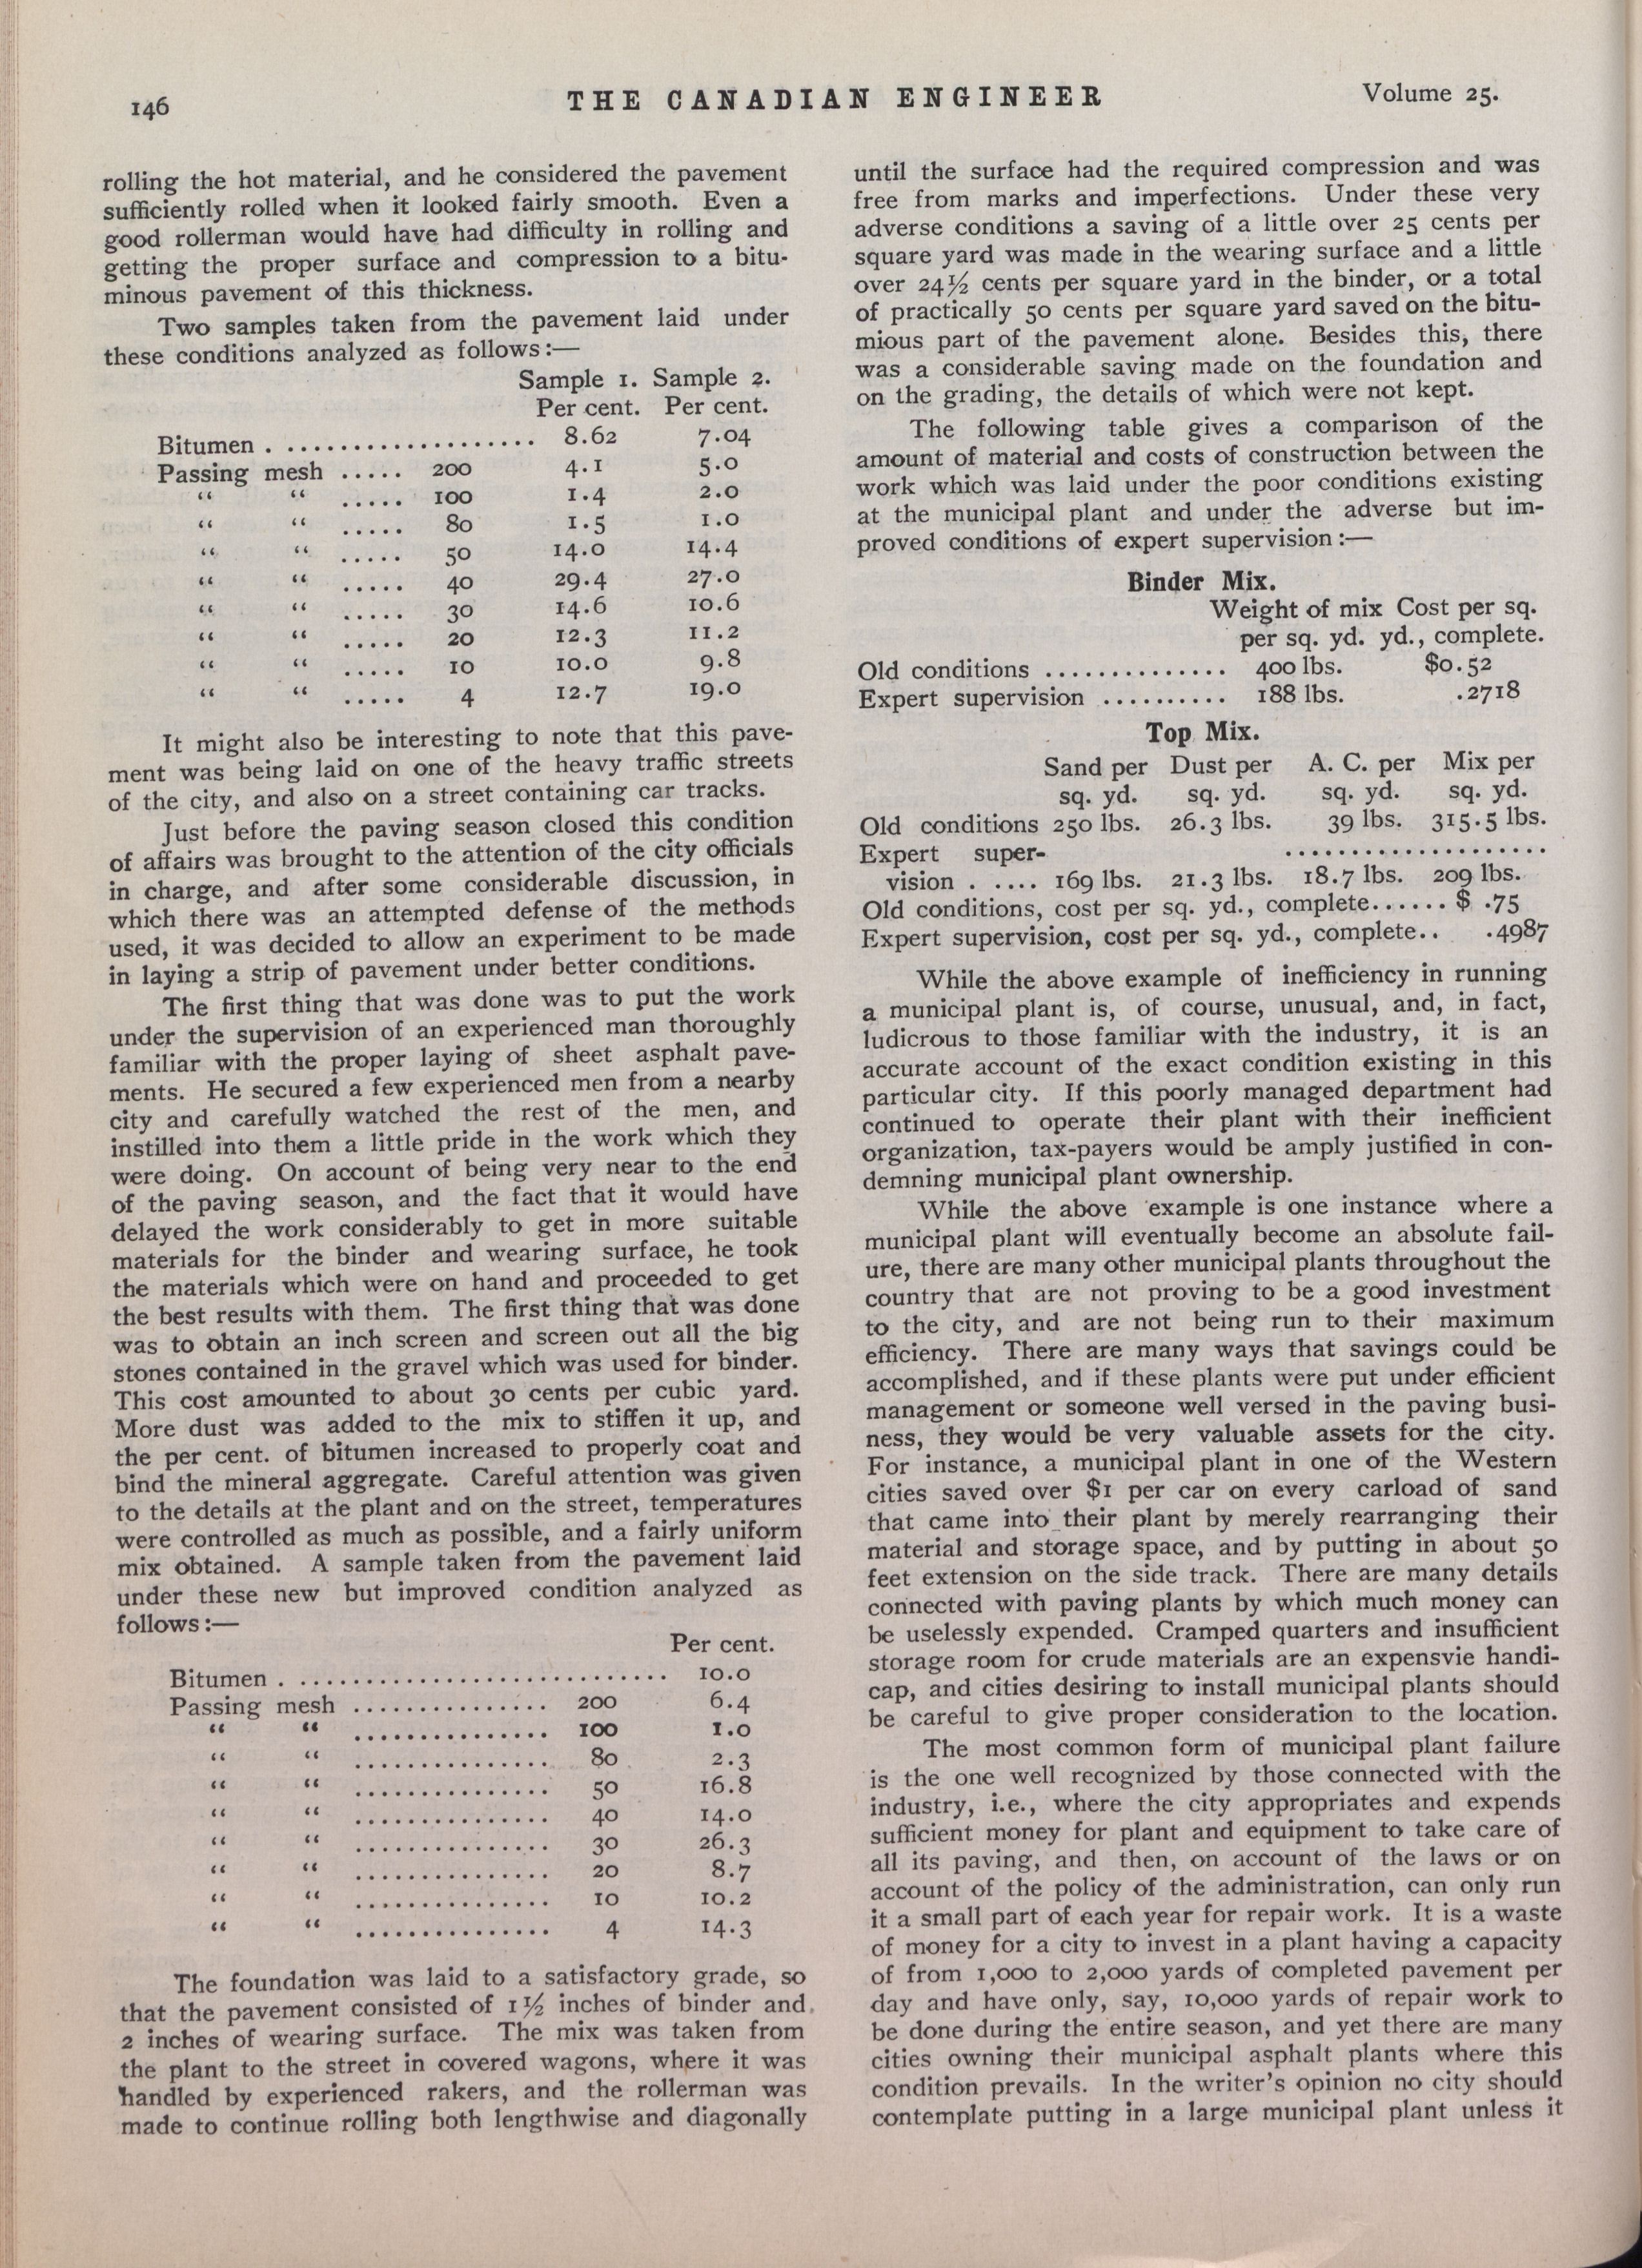 146
THE CANADIAN ENGINEER
Volume 25.
rolling the hot material, and he considered the pavement
sufficiently rolled when it looked fairly smooth. Even a
good rollerman would have had difficulty in rolling and
getting the proper surface and compression to a bitu-
minous pavement of this thickness.
Two samples taken from the pavement laid under
these conditions analyzed as follows:—
Sample 1. Sample 2.
Per cent. Per cent.
Bitumen . .................... 8.62 7.04
Passing mesh ..... 200 4.1 5.0
“ “ ..... 100 1.4 2.0
“ “ ..... 80 1.5 1.0
“ “ ..... 50 14.0 14.4
“ “ ..... 40 29.4 27.0
“ “ ..... 30 14.6 10.6
“ “ ..... 20 12.3 11.2
“ “ ..... 10 10.0 9.8
“ “ ..... 4 12.7 19.0
It might also be interesting to note that this pave-
ment was being laid on one of the heavy traffic streets
of the city, and also on a street containing car tracks.
Just before the paving season closed this condition
of affairs was brought to the attention of the city officials
in charge, and after some considerable discussion, in
which there was an attempted defense of the methods
used, it was decided to allow an experiment to be made
in laying a strip of pavement under better conditions.
The first thing that was done was to put the work
under the supervision of an experienced man thoroughly
familiar with the proper laying of sheet asphalt pave-
ments. He secured a few experienced men from a nearby
city and carefully watched the rest of the men, and
instilled into them a little pride in the work which they
were doing. On account of being very near to the end
of the paving season, and the fact that it would have
delayed the work considerably to get in more suitable
materials for the binder and wearing surface, he took
the materials which were on hand and proceeded to get
the best results with them. The first thing that was done
was to obtain an inch screen and screen out all the big
stones contained in the gravel which was used for binder.
This cost amounted to about 30 cents per cubic yard.
More dust was added to the mix to stiffen it up, and
the per cent. of bitumen increased to properly coat and
bind the mineral aggregate. Careful attention was given
to the details at the plant and on the street, temperatures
were controlled as much as possible, and a fairly uniform
mix obtained. A sample taken from the pavement laid
under these new but improved condition analyzed as
follows:—
Per cent.
Bitumen . ............................ 10.0
Passing mesh ............... 200 6.4
“ “ ............... 100 1.0
“ “ ............... 80 2.3
“ “ ............... 50 16.8
“ “ ............... 40 14.0
“ “ ............... 30 26.3
“ “ ............... 20 8.7
“ “ ............... 10 10.2
“ “ ............... 4 14.3
The foundation was laid to a satisfactory grade, so
that the pavement consisted of 1½ inches of binder and
2 inches of wearing surface. The mix was taken from
the plant to the street in covered wagons, where it was
handled by experienced rakers, and the rollerman was
made to continue rolling both lengthwise and diagonally
until the surface had the required compression and was
free from marks and imperfections. Under these very
adverse conditions a saving of a little over 25 cents per
square yard was made in the wearing surface and a little
over 24½ cents per square yard in the binder, or a total
of practically 50 cents per square yard saved on the bitu-
mious part of the pavement alone. Besides this, there
was a considerable saving made on the foundation and
on the grading, the details of which were not kept.
The following table gives a comparison of the
amount of material and costs of construction between the
work which was laid under the poor conditions existing
at the municipal plant and under the adverse but im-
proved conditions of expert supervision:—
Binder Mix.
Weight of mix Cost per sq.
per sq. yd. yd., complete.
Old conditions .............. 400 lbs. $0.52
Expert supervision .......... 188 lbs. .2718
Top Mix.
Sand per Dust per A. C. per Mix per
sq. yd. sq. yd. sq. yd. sq. yd.
Old conditions 250 lbs. 26.3 lbs. 39 lbs. 315.5 lbs.
Expert super- ....................
vision . .... 169 lbs. 21.3 lbs. 18.7 lbs. 209 lbs.
Old conditions, cost per sq. yd., complete...... $ .75
Expert supervision, cost per sq. yd., complete.. .4987
While the above example of inefficiency in running
a municipal plant is, of course, unusual, and, in fact,
ludicrous to those familiar with the industry, it is an
accurate account of the exact condition existing in this
particular city. If this poorly managed department had
continued to operate their plant with their inefficient
organization, tax-payers would be amply justified in con-
demning municipal plant ownership.
While the above example is one instance where a
municipal plant will eventually become an absolute fail-
ure, there are many other municipal plants throughout the
country that are not proving to be a good investment
to the city, and are not being run to their maximum
efficiency. There are many ways that savings could be
accomplished, and if these plants were put under efficient
management or someone well versed in the paving busi-
ness, they would be very valuable assets for the city.
For instance, a municipal plant in one of the Western
cities saved over $1 per car on every carload of sand
that came into their plant by merely rearranging their
material and storage space, and by putting in about 50
feet extension on the side track. There are many details
connected with paving plants by which much money can
be uselessly expended. Cramped quarters and insufficient
storage room for crude materials are an expensvie handi-
cap, and cities desiring to install municipal plants should
be careful to give proper consideration to the location.
The most common form of municipal plant failure
is the one well recognized by those connected with the
industry, i.e., where the city appropriates and expends
sufficient money for plant and equipment to take care of
all its paving, and then, on account of the laws or on
account of the policy of the administration, can only run
it a small part of each year for repair work. It is a waste
of money for a city to invest in a plant having a capacity
of from 1,000 to 2,000 yards of completed pavement per
day and have only, say, 10,000 yards of repair work to
be done during the entire season, and yet there are many
cities owning their municipal asphalt plants where this
condition prevails. In the writer's opinion no city should
contemplate putting in a large municipal plant unless it